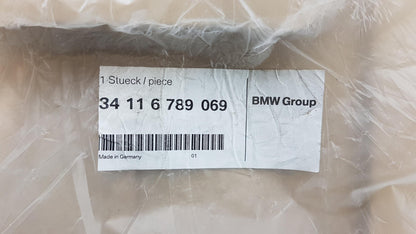 1 Stueck / piece
34 11 6 789 069
BMW Group
Made in Germany 01